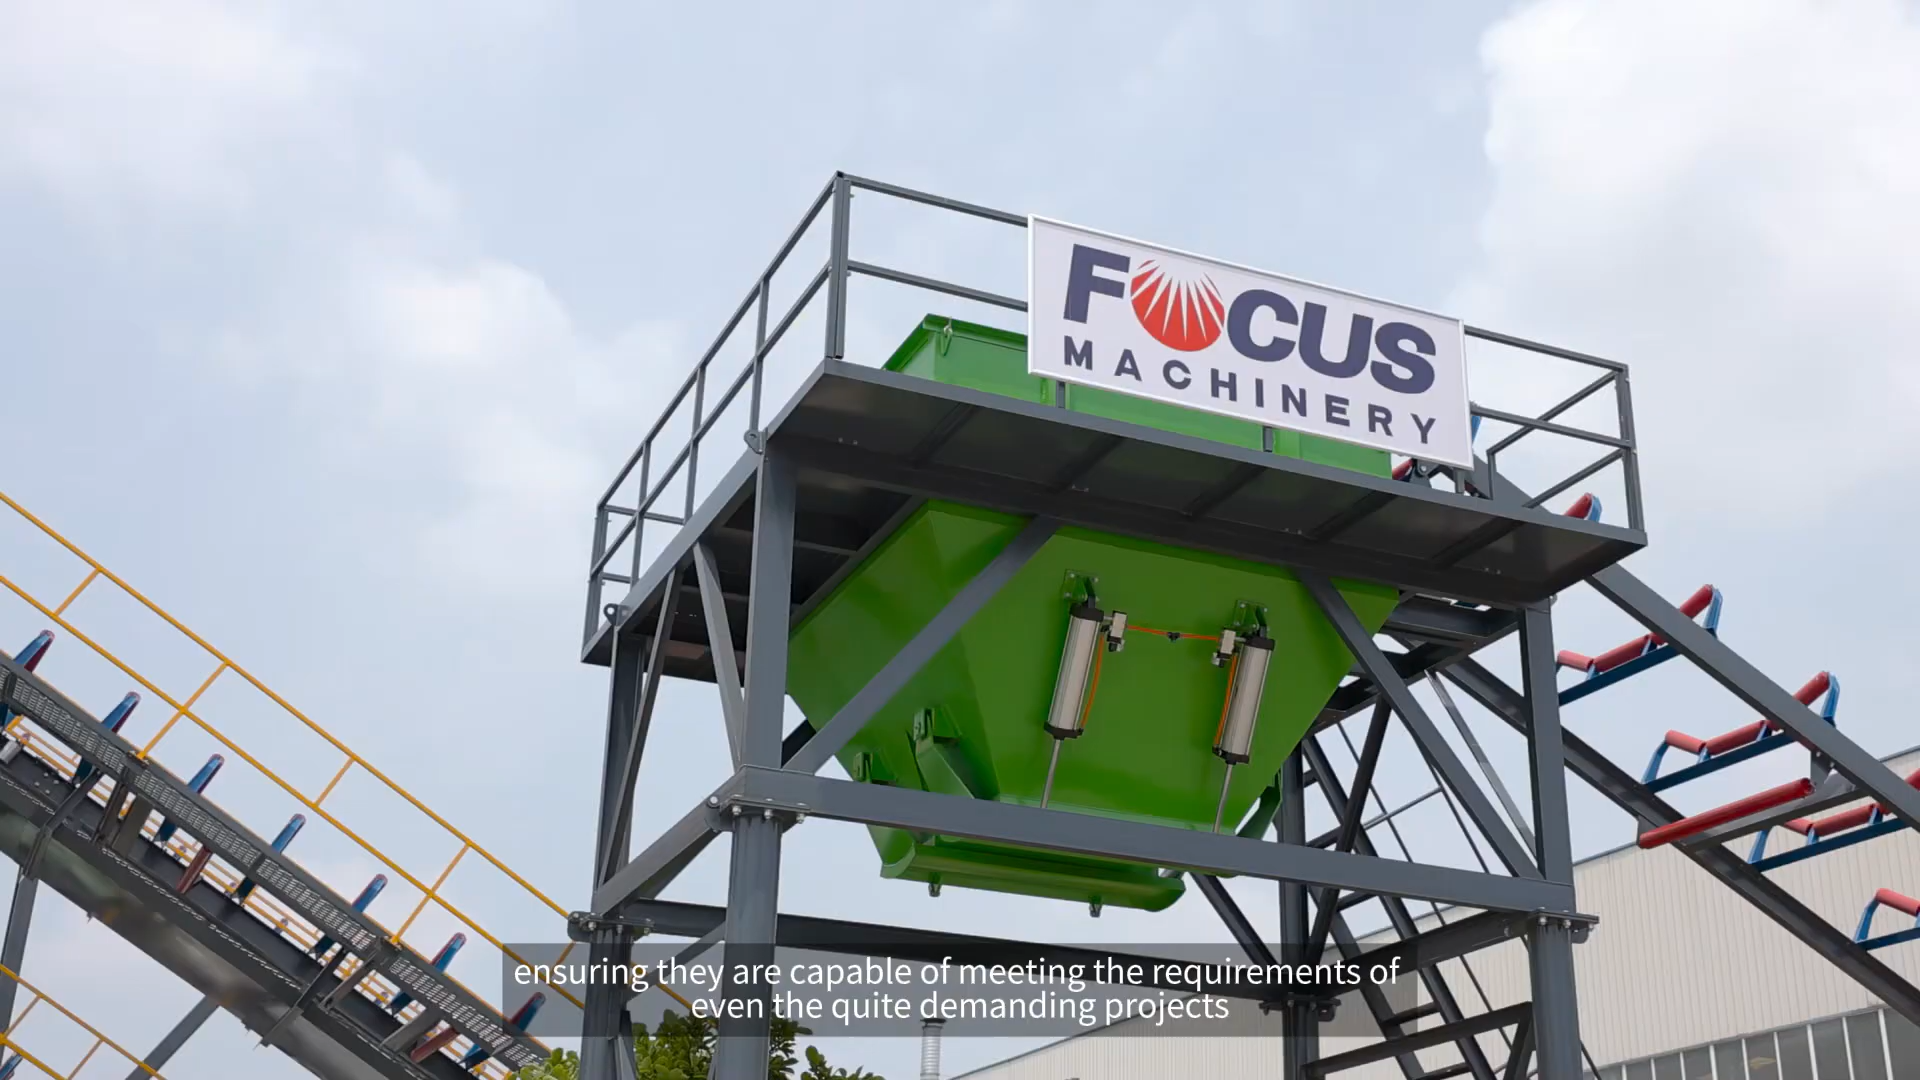 FOCUS
MACHINERY
ensuring they are capable of meeting the requirements of
even the quite demanding projects